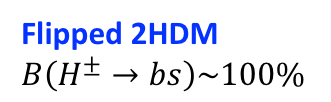 Flipped 2HDM
B(H± → bs)~100%